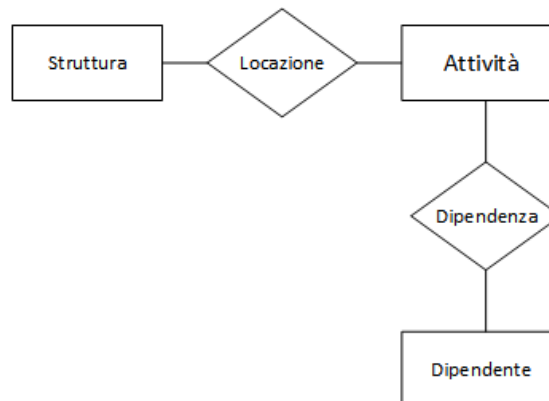 Struttura
Locazione
Attività
Dipendenza
Dipendente